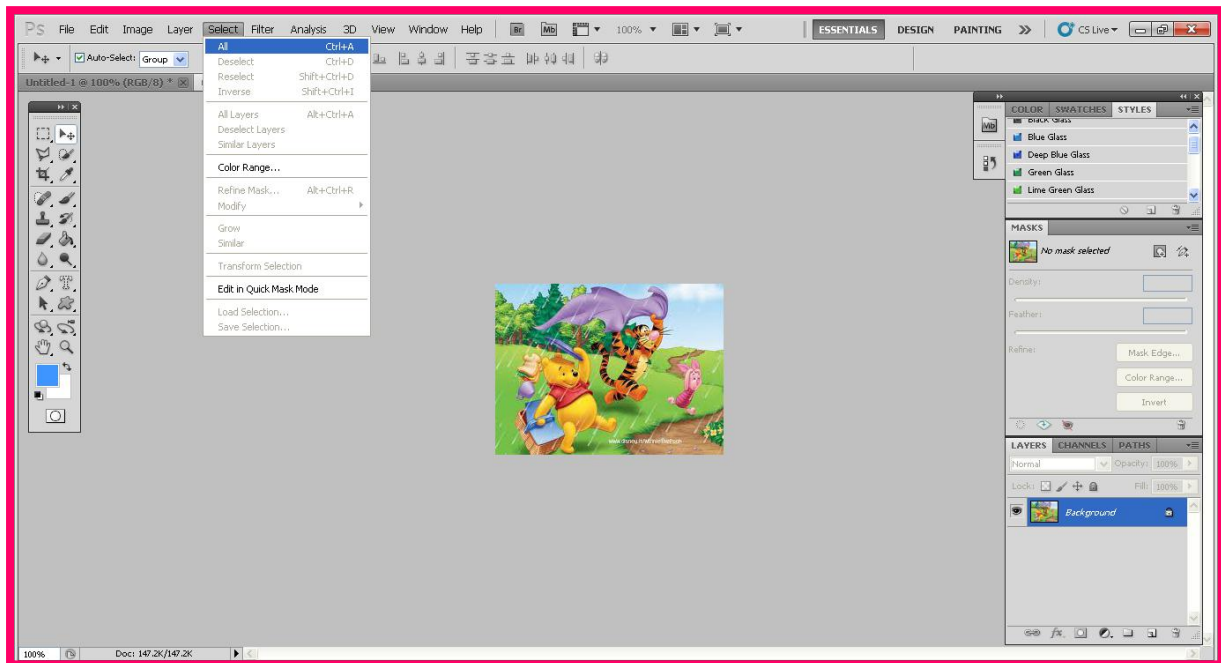 PS File Edit Image Layer Select Filter Analysis 3D View Window Help Br Mb 100% ESSENTIALS DESIGN PAINTING CS Live
Auto-Select: Group
Untitled-1 @ 100% (RGB/8) *
All Ctrl+A
Deselect Ctrl+D
Reselect Shift+Ctrl+D
Inverse Shift+Ctrl+I
All Layers Alt+Ctrl+A
Deselect Layers
Similar Layers
Color Range...
Refine Mask... Alt+Ctrl+R
Modify
Grow
Similar
Transform Selection
Edit in Quick Mask Mode
Load Selection...
Save Selection...
Mb
COLOR SWATCHES STYLES
Black Glass
Blue Glass
Deep Blue Glass
Green Glass
Lime Green Glass
MASKS
No mask selected
Density:
Feather:
Refine:
Mask Edge...
Color Range...
Invert
LAYERS CHANNELS PATHS
Normal Opacity: 100%
Lock: Fill: 100%
Background
100% Doc: 147.2K/147.2K